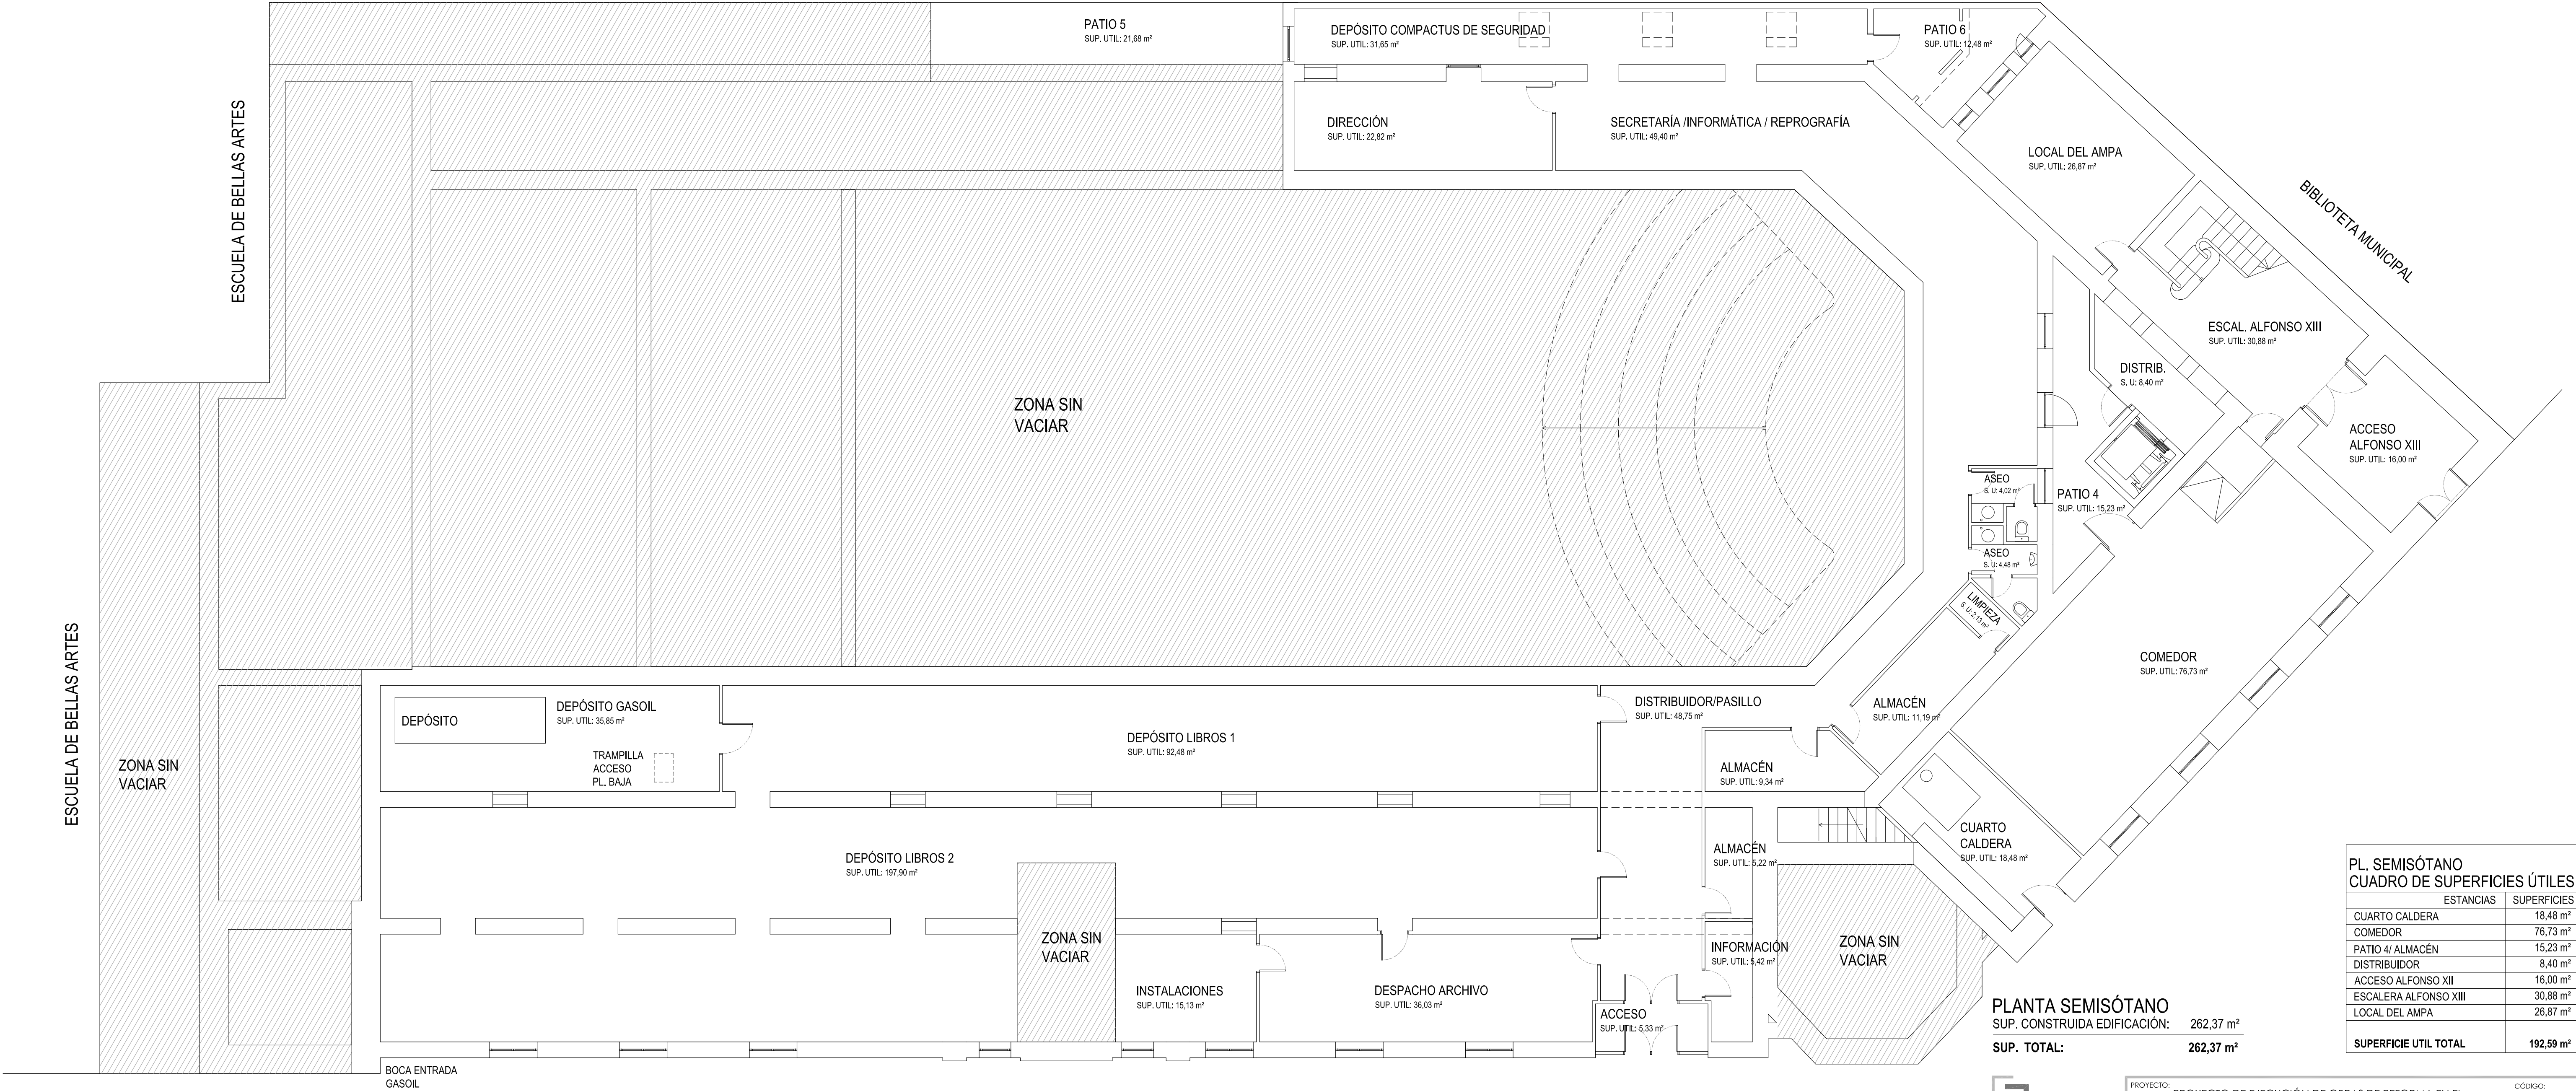 PATIO 5
SUP. UTIL: 21,68 m²
DEPÓSITO COMPACTUS DE SEGURIDAD
SUP. UTIL: 31,65 m²
PATIO 6
SUP. UTIL: 12,48 m²
ESCUELA DE BELLAS ARTES
DIRECCIÓN
SUP. UTIL: 22,82 m²
SECRETARÍA /INFORMÁTICA / REPROGRAFÍA
SUP. UTIL: 49,40 m²
LOCAL DEL AMPA
SUP. UTIL: 26,87 m²
BIBLIOTETA MUNICIPAL
ESCAL. ALFONSO XIII
SUP. UTIL: 30,88 m²
DISTRIB.
S. U: 8,40 m²
ZONA SIN
VACIAR
ACCESO
ALFONSO XIII
SUP. UTIL: 16,00 m²
ASEO
S. U: 4,02 m²
PATIO 4
SUP. UTIL: 15,23 m²
ASEO
S. U: 4,48 m²
LIMPIEZA
S. U: 2,13 m²
COMEDOR
SUP. UTIL: 76,73 m²
ESCUELA DE BELLAS ARTES
ZONA SIN
VACIAR
DEPÓSITO
DEPÓSITO GASOIL
SUP. UTIL: 35,85 m²
TRAMPILLA
ACCESO
PL. BAJA
DEPÓSITO LIBROS 1
SUP. UTIL: 92,48 m²
DISTRIBUIDOR/PASILLO
SUP. UTIL: 48,75 m²
ALMACÉN
SUP. UTIL: 11,19 m²
ALMACÉN
SUP. UTIL: 9,34 m²
CUARTO
CALDERA
SUP. UTIL: 18,48 m²
DEPÓSITO LIBROS 2
SUP. UTIL: 197,90 m²
ALMACÉN
SUP. UTIL: 5,22 m²
ZONA SIN
VACIAR
INFORMACIÓN
SUP. UTIL: 5,42 m²
ZONA SIN
VACIAR
INSTALACIONES
SUP. UTIL: 15,13 m²
DESPACHO ARCHIVO
SUP. UTIL: 36,03 m²
ACCESO
SUP. UTIL: 5,33 m²
BOCA ENTRADA
GASOIL
PLANTA SEMISÓTANO
SUP. CONSTRUIDA EDIFICACIÓN: 262,37 m²
SUP. TOTAL: 262,37 m²
PL. SEMISÓTANO
CUADRO DE SUPERFICIES ÚTILES
ESTANCIAS SUPERFICIES
CUARTO CALDERA 18,48 m²
COMEDOR 76,73 m²
PATIO 4/ ALMACÉN 15,23 m²
DISTRIBUIDOR 8,40 m²
ACCESO ALFONSO XII 16,00 m²
ESCALERA ALFONSO XIII 30,88 m²
LOCAL DEL AMPA 26,87 m²
SUPERFICIE UTIL TOTAL 192,59 m²
PROYECTO:
CÓDIGO: